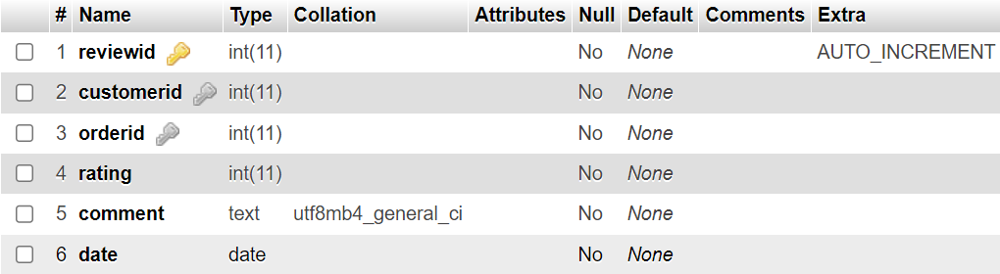 # Name Type Collation Attributes Null Default Comments Extra
1 reviewid int(11) No None AUTO_INCREMENT
2 customerid int(11) No None
3 orderid int(11) No None
4 rating int(11) No None
5 comment text utf8mb4_general_ci No None
6 date date No None